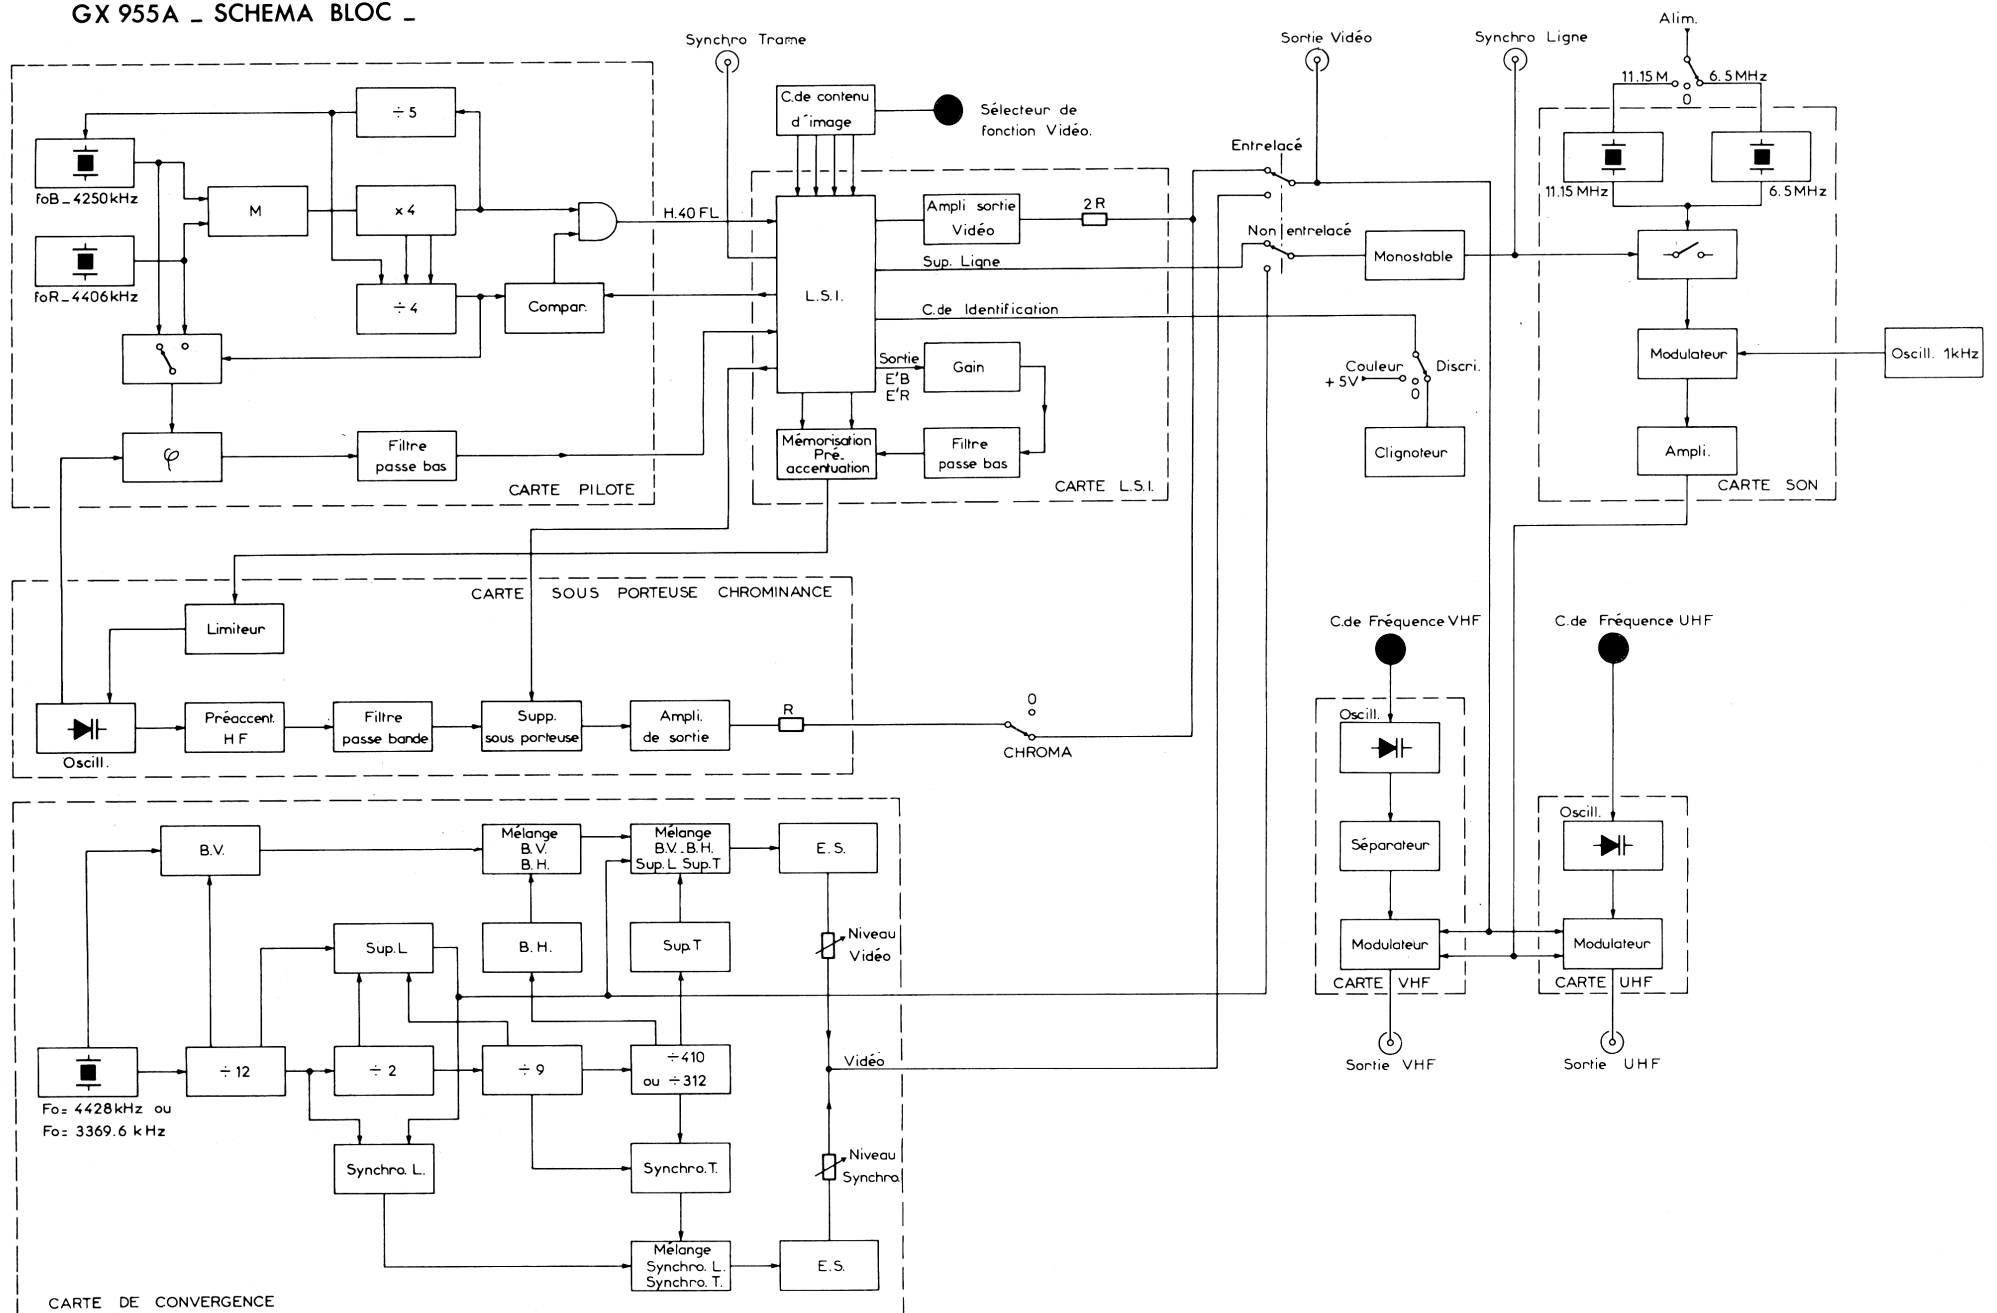 GX 955A _ SCHEMA BLOC _
Synchro Trame
Sortie Vidéo
Synchro Ligne
Alim.
11.15 M
6.5 MHz
0
÷ 5
foB _ 4250 kHz
M
x 4
foR _ 4406 kHz
÷ 4
Compar.
φ
Filtre
passe bas
CARTE PILOTE
H.40 FL
C.de contenu
d'image
Sélecteur de
fonction Vidéo.
L.S.I.
Ampli sortie
Vidéo
2 R
Sup. Ligne
C.de Identification
Sortie
E'B
E'R
Gain
Mémorisation
Pré_
accentuation
Filtre
passe bas
CARTE L.S.I.
Entrelacé
Non entrelacé
Monostable
Couleur
+ 5V
0
Discri.
Clignoteur
11.15 MHz
6.5 MHz
Modulateur
Oscill. 1kHz
Ampli.
CARTE SON
CARTE SOUS PORTEUSE CHROMINANCE
Limiteur
Oscill.
Préaccent.
H F
Filtre
passe bande
Supp.
sous porteuse
Ampli.
de sortie
R
0
CHROMA
C.de Fréquence VHF
Oscill.
Séparateur
Modulateur
CARTE VHF
Sortie VHF
C.de Fréquence UHF
Oscill.
Modulateur
CARTE UHF
Sortie UHF
B.V.
Mélange
B.V.
B.H.
Mélange
B.V._B.H.
Sup.L Sup.T
E.S.
Sup.L
B.H.
Sup.T
Niveau
Vidéo
÷ 12
÷ 2
÷ 9
÷410
ou ÷312
Vidéo
Fo= 4428 kHz ou
Fo= 3369.6 kHz
Synchro. L.
Synchro. T.
Niveau
Synchro
Mélange
Synchro. L.
Synchro. T.
E.S.
CARTE DE CONVERGENCE